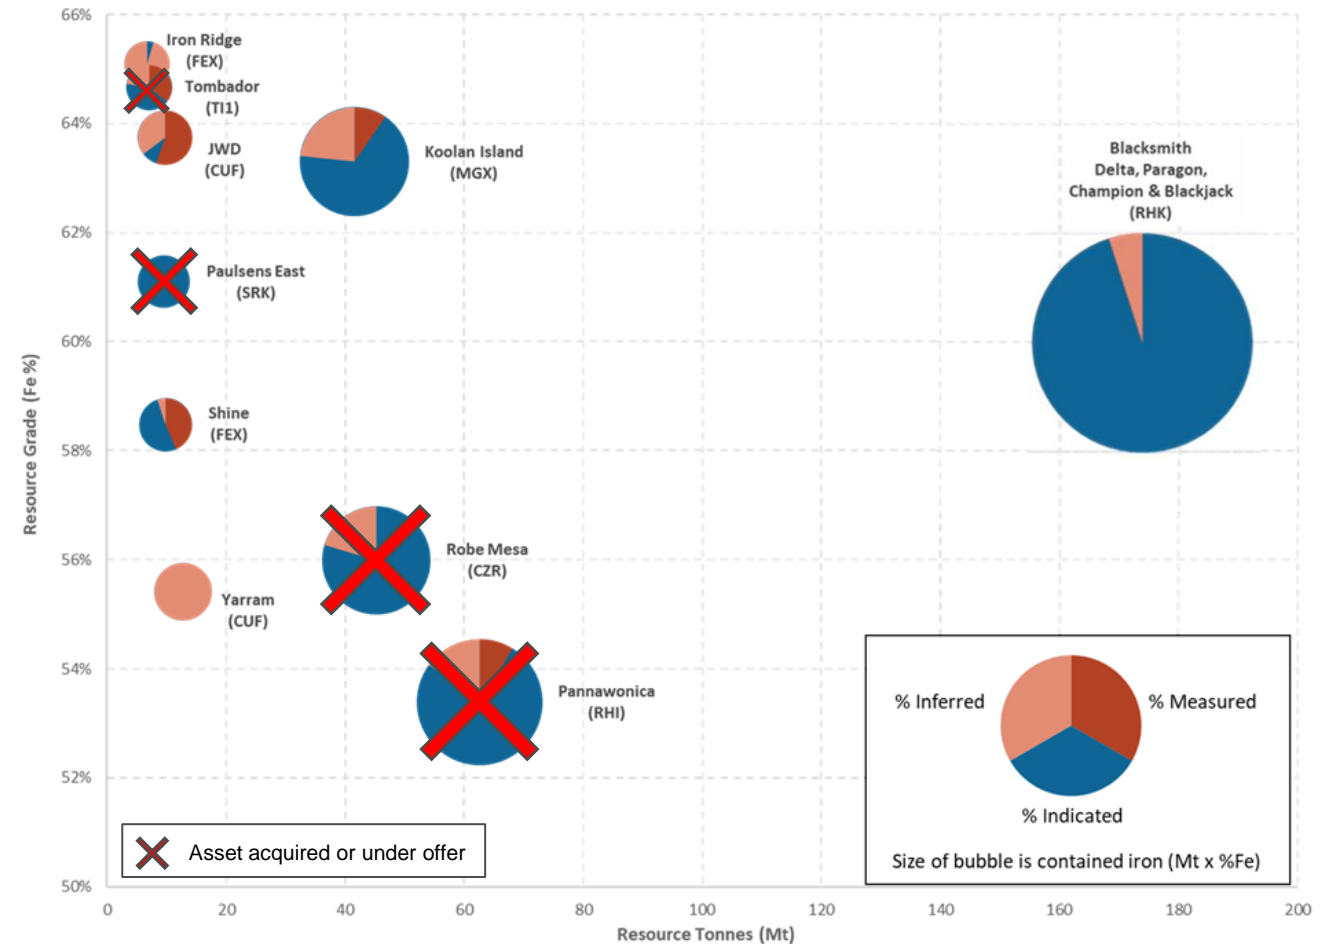 66%
64%
62%
60%
58%
56%
54%
52%
50%
Resource Grade (Fe %)
Iron Ridge
(FEX)
Tombador
(TI1)
JWD
(CUF)
Koolan Island
(MGX)
Blacksmith
Delta, Paragon,
Champion & Blackjack
(RHK)
Paulsens East
(SRK)
Shine
(FEX)
Robe Mesa
(CZR)
Yarram
(CUF)
Pannawonica
(RHI)
% Inferred
% Measured
% Indicated
Size of bubble is contained iron (Mt x %Fe)
Asset acquired or under offer
0
20
40
60
80
100
120
140
160
180
200
Resource Tonnes (Mt)